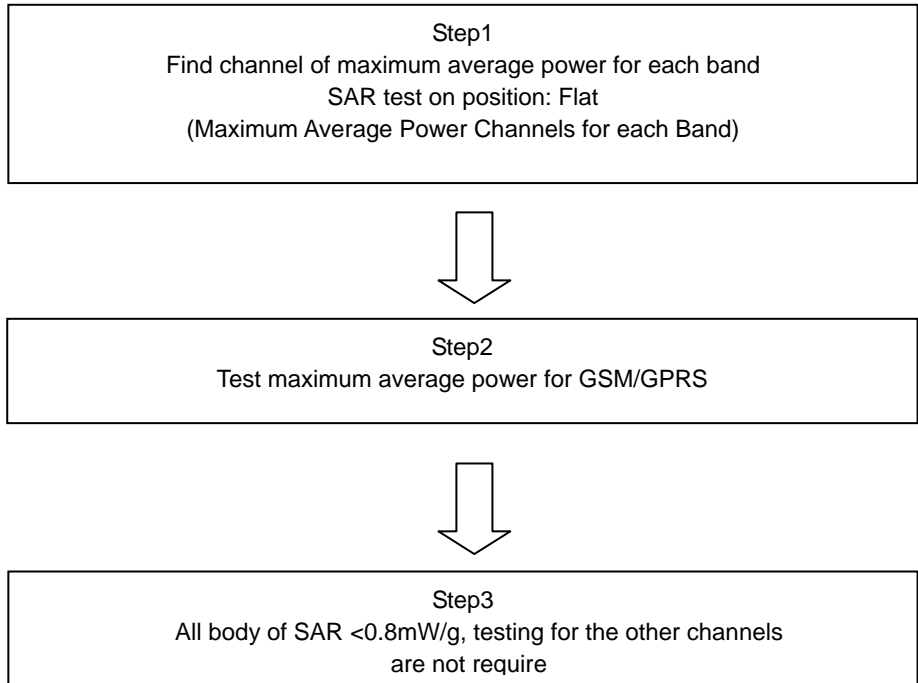 Step1
Find channel of maximum average power for each band
SAR test on position: Flat
(Maximum Average Power Channels for each Band)
Step2
Test maximum average power for GSM/GPRS
Step3
All body of SAR <0.8mW/g, testing for the other channels
are not require